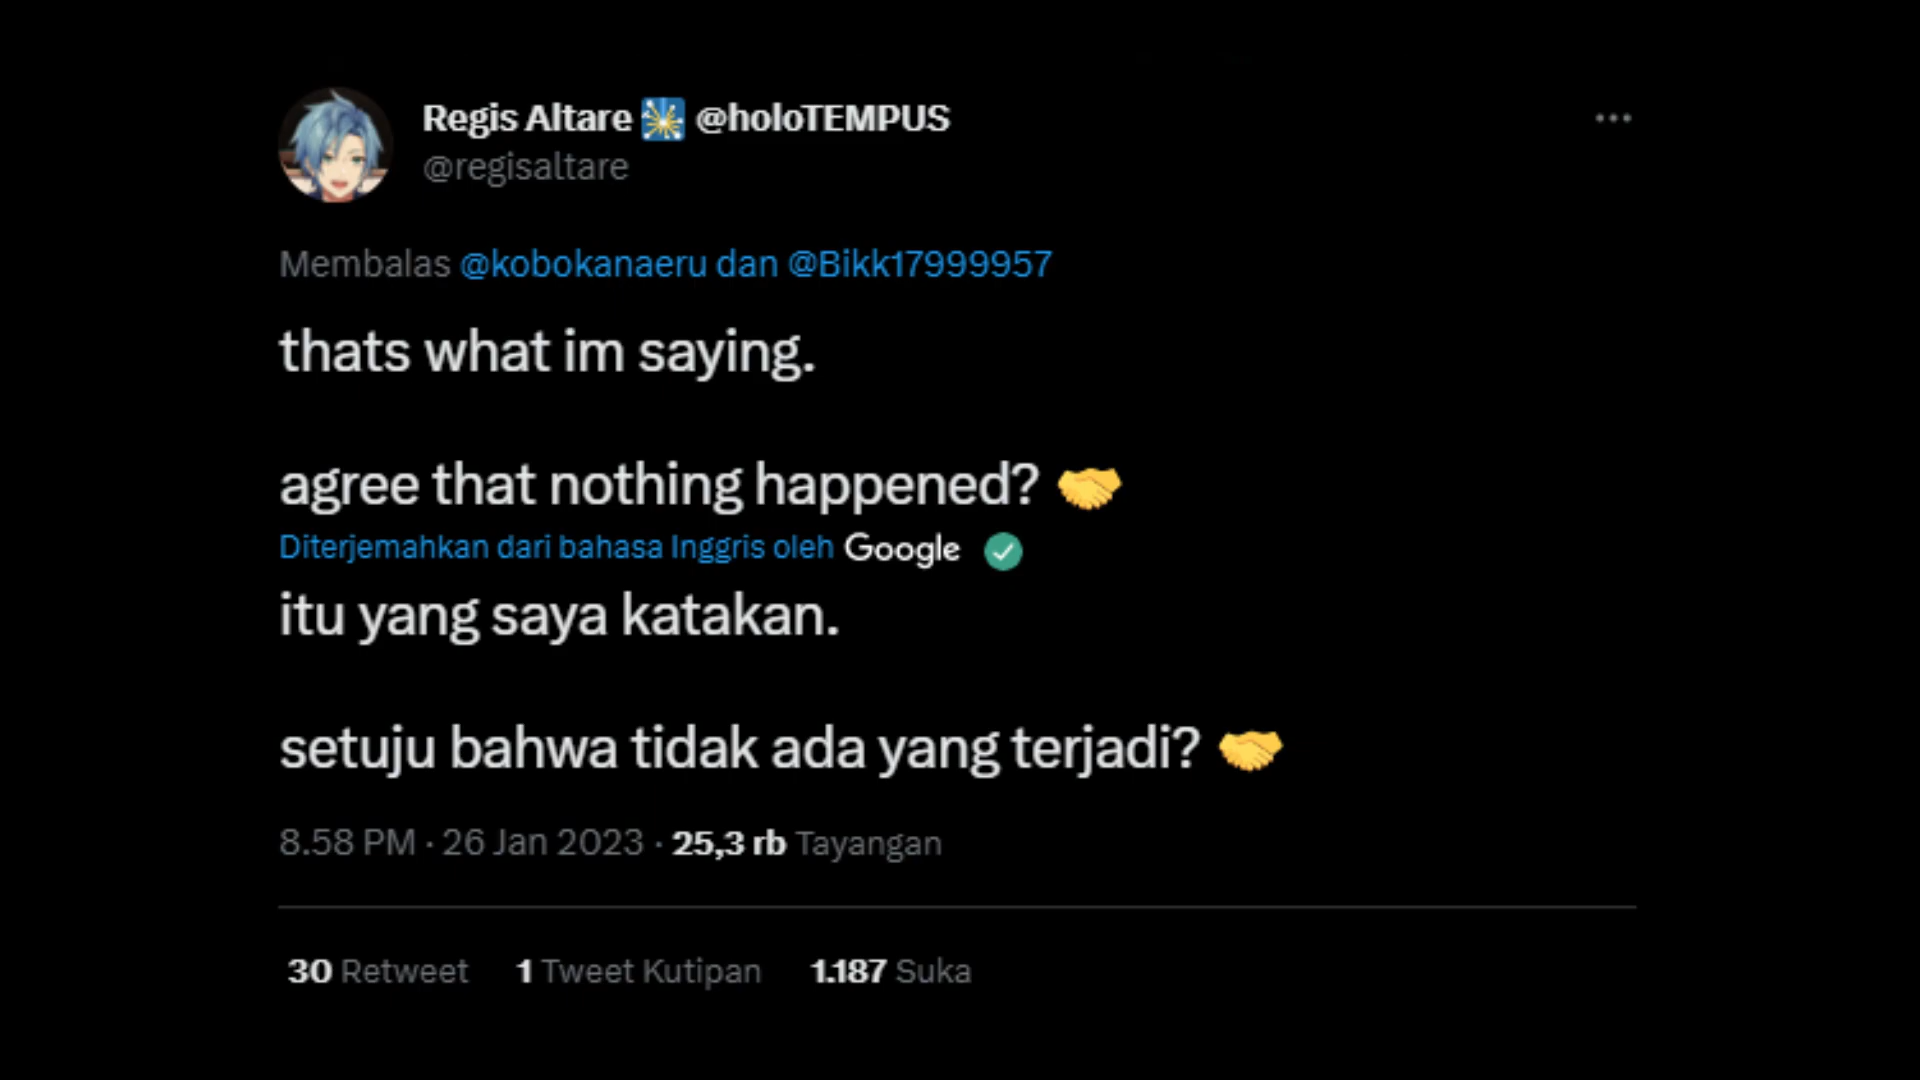 Regis Altare 🎇 @holoTEMPUS
@regisaltare
Membalas @kobokanaeru dan @Bikk17999957
thats what im saying.
agree that nothing happened? 🤝
Diterjemahkan dari bahasa Inggris oleh Google
itu yang saya katakan.
setuju bahwa tidak ada yang terjadi? 🤝
8.58 PM · 26 Jan 2023 · 25,3 rb Tayangan
30 Retweet 1 Tweet Kutipan 1.187 Suka